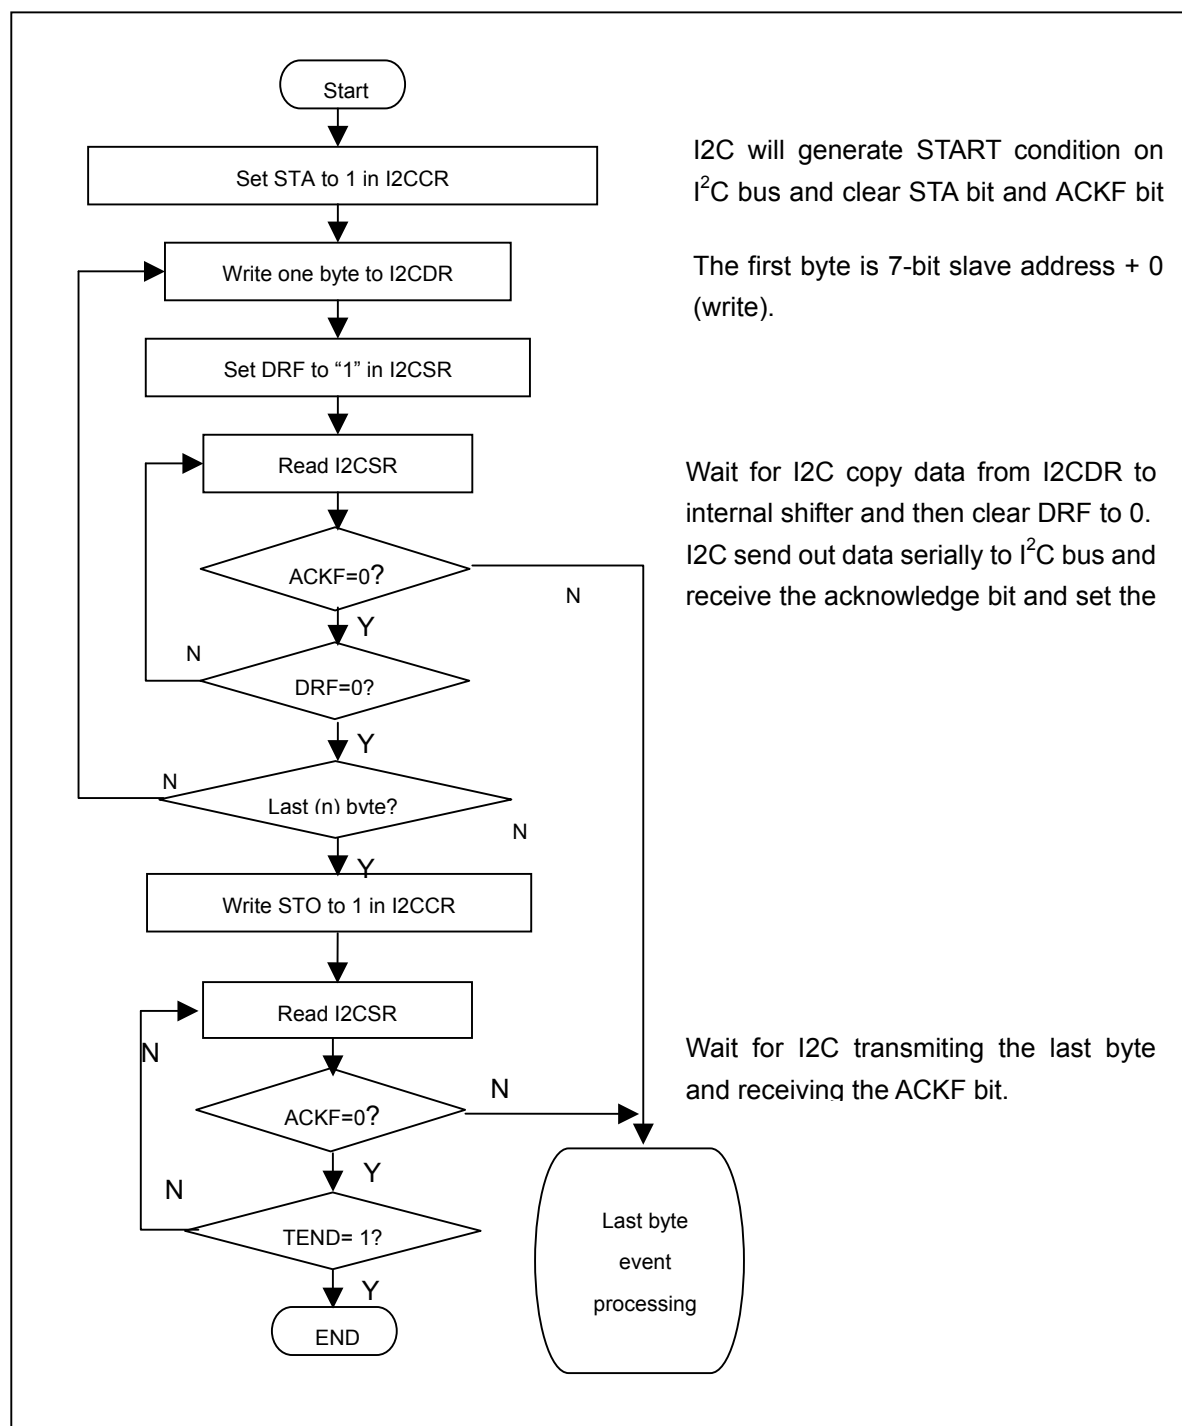 Start
I2C will generate START condition on
I²C bus and clear STA bit and ACKF bit
Set STA to 1 in I2CCR
Write one byte to I2CDR
The first byte is 7-bit slave address + 0
(write).
Set DRF to “1” in I2CSR
Read I2CSR
Wait for I2C copy data from I2CDR to
internal shifter and then clear DRF to 0.
I2C send out data serially to I²C bus and
receive the acknowledge bit and set the
ACKF=0?
N
Y
N
DRF=0?
Y
N
Last (n) byte?
N
Y
Write STO to 1 in I2CCR
Read I2CSR
N
Wait for I2C transmiting the last byte
and receiving the ACKF bit.
ACKF=0?
N
Y
N
TEND= 1?
Y
END
Last byte
event
processing